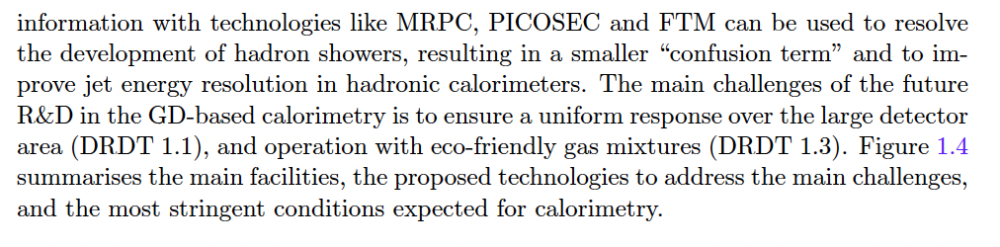 information with technologies like MRPC, PICOSEC and FTM can be used to resolve
the development of hadron showers, resulting in a smaller “confusion term” and to im-
prove jet energy resolution in hadronic calorimeters. The main challenges of the future
R&D in the GD-based calorimetry is to ensure a uniform response over the large detector
area (DRDT 1.1), and operation with eco-friendly gas mixtures (DRDT 1.3). Figure 1.4
summarises the main facilities, the proposed technologies to address the main challenges,
and the most stringent conditions expected for calorimetry.